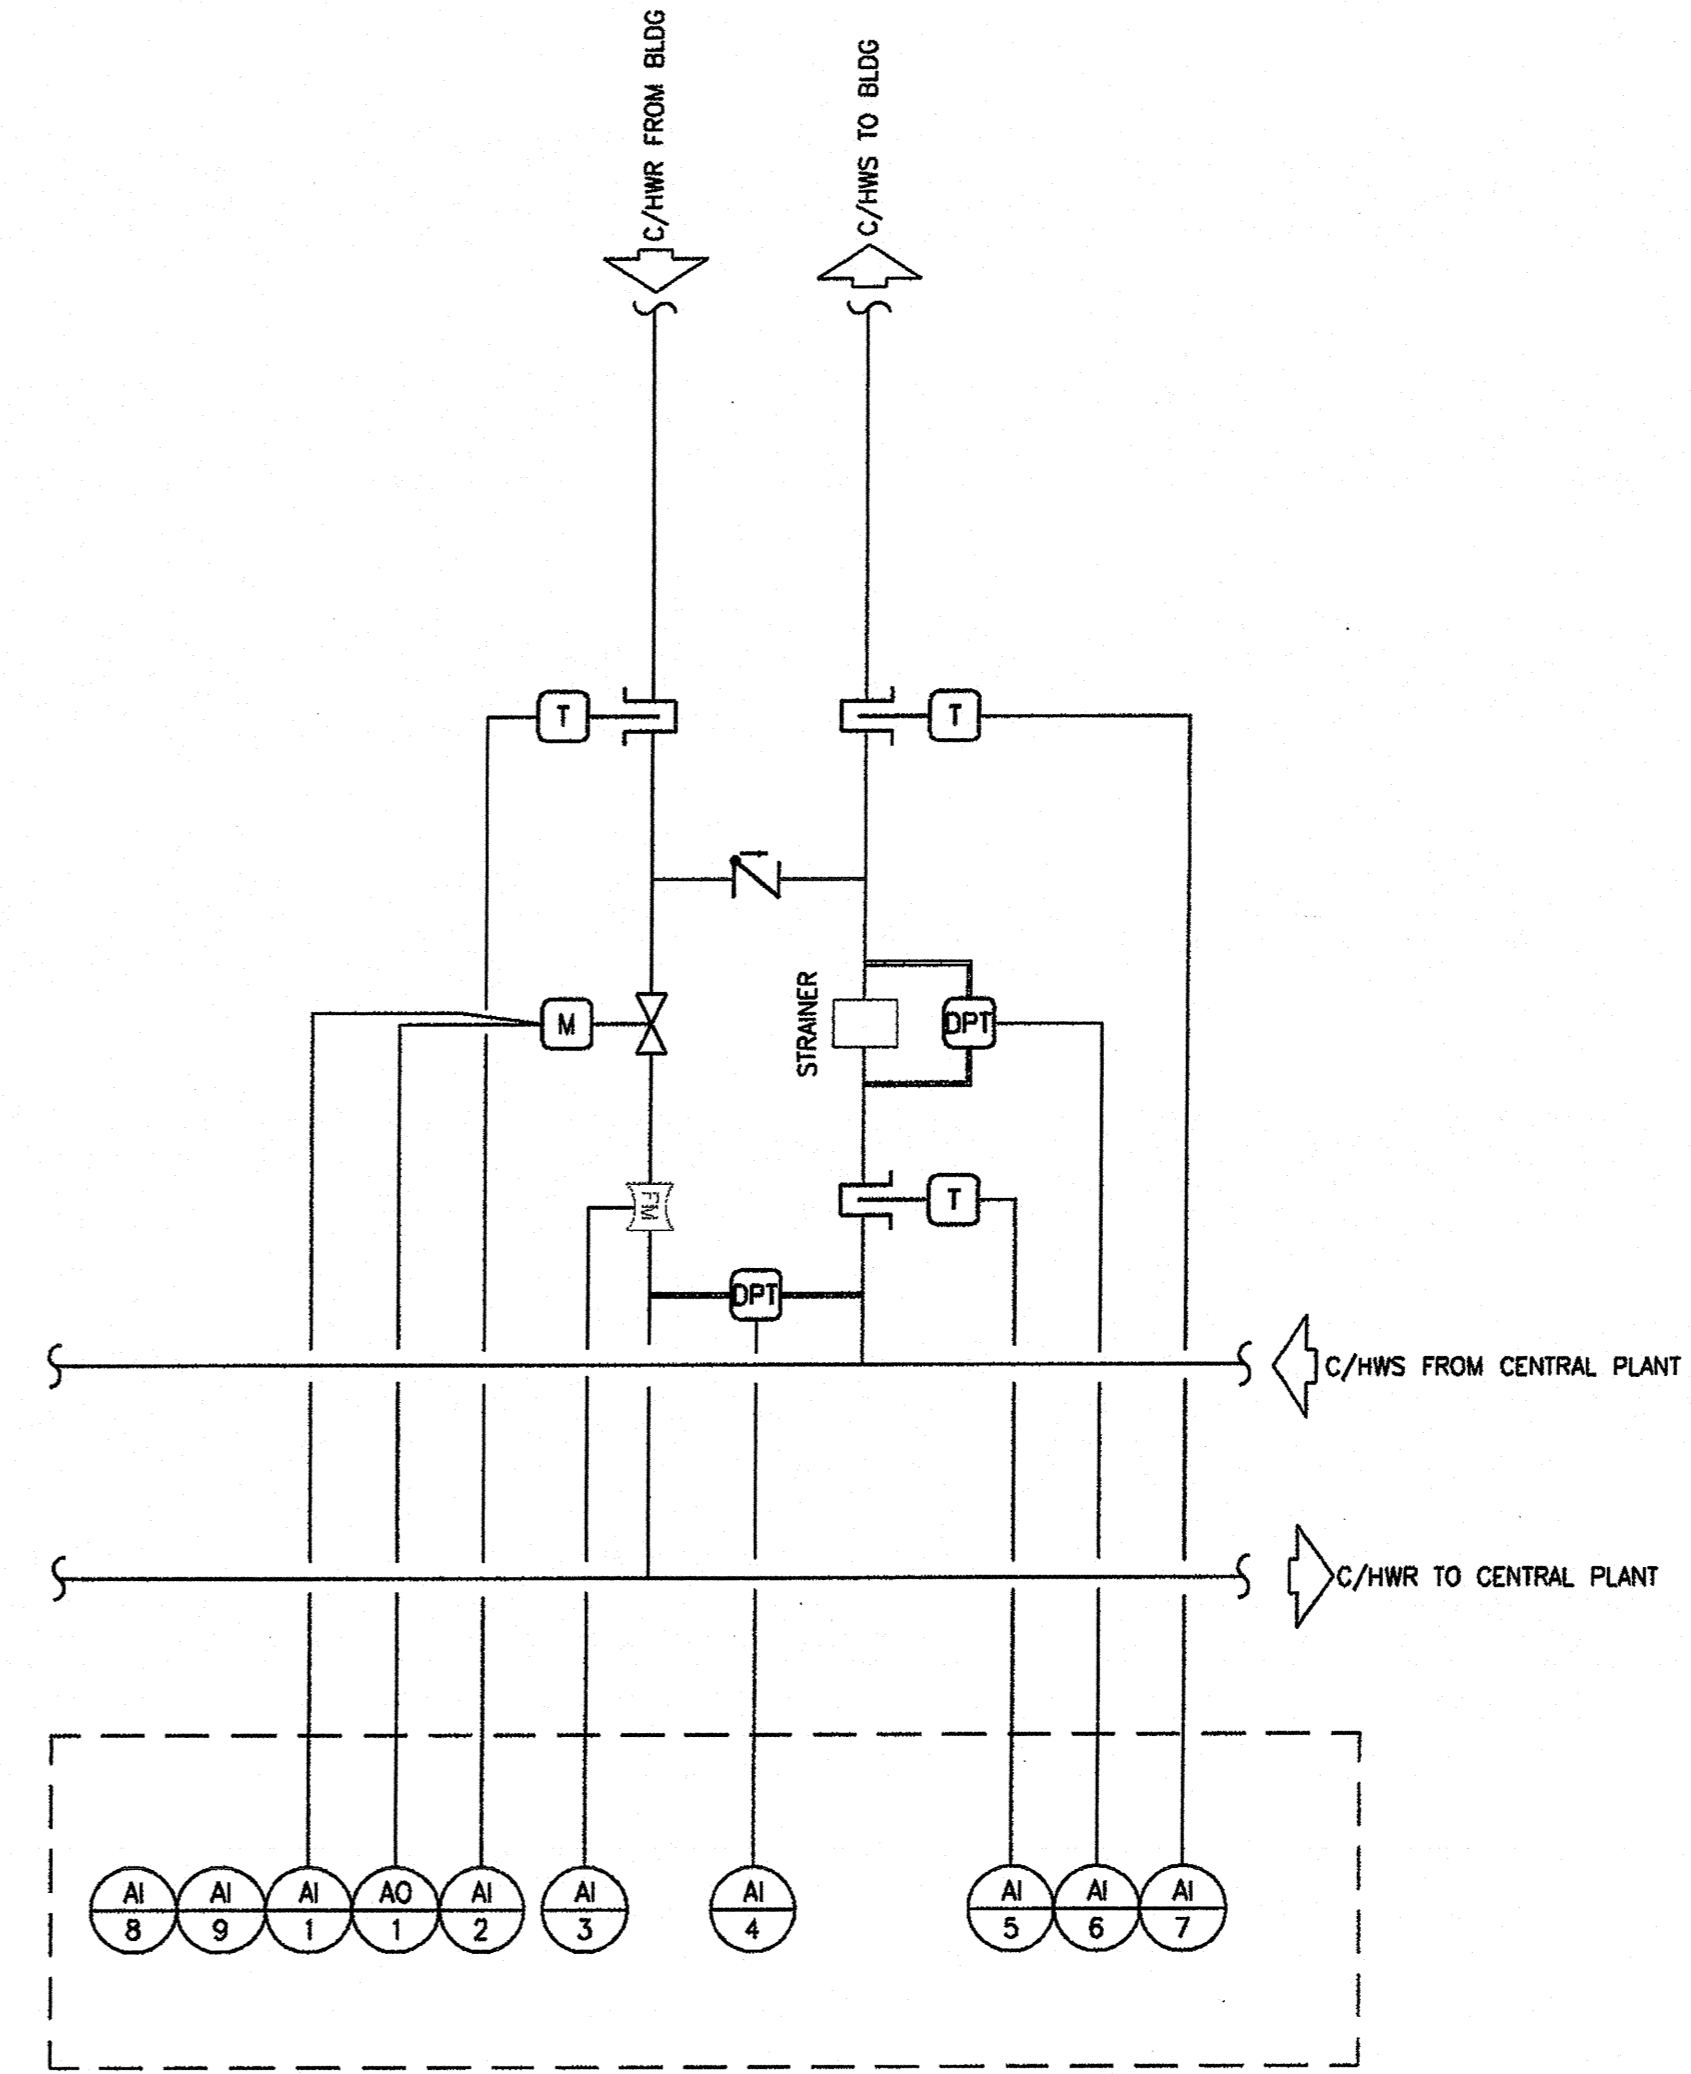 C/HWR FROM BLDG
C/HWS TO BLDG
T
T
M
STRAINER
DPT
FM
T
DPT
C/HWS FROM CENTRAL PLANT
C/HWR TO CENTRAL PLANT
AI
8
AI
9
AI
1
AO
1
AI
2
AI
3
AI
4
AI
5
AI
6
AI
7